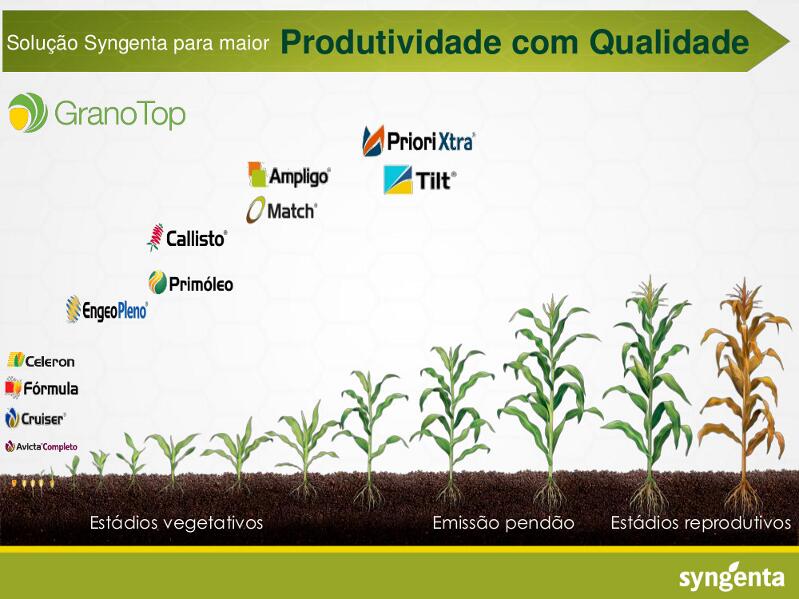 Solução Syngenta para maior Produtividade com Qualidade
GranoTop
Priori Xtra®
Tilt®
Ampligo®
Match®
Callisto®
Primóleo
EngeoPleno®
Celeron
Fórmula
Cruiser®
Avicta®Completo
Estádios vegetativos
Emissão pendão
Estádios reprodutivos
syngenta